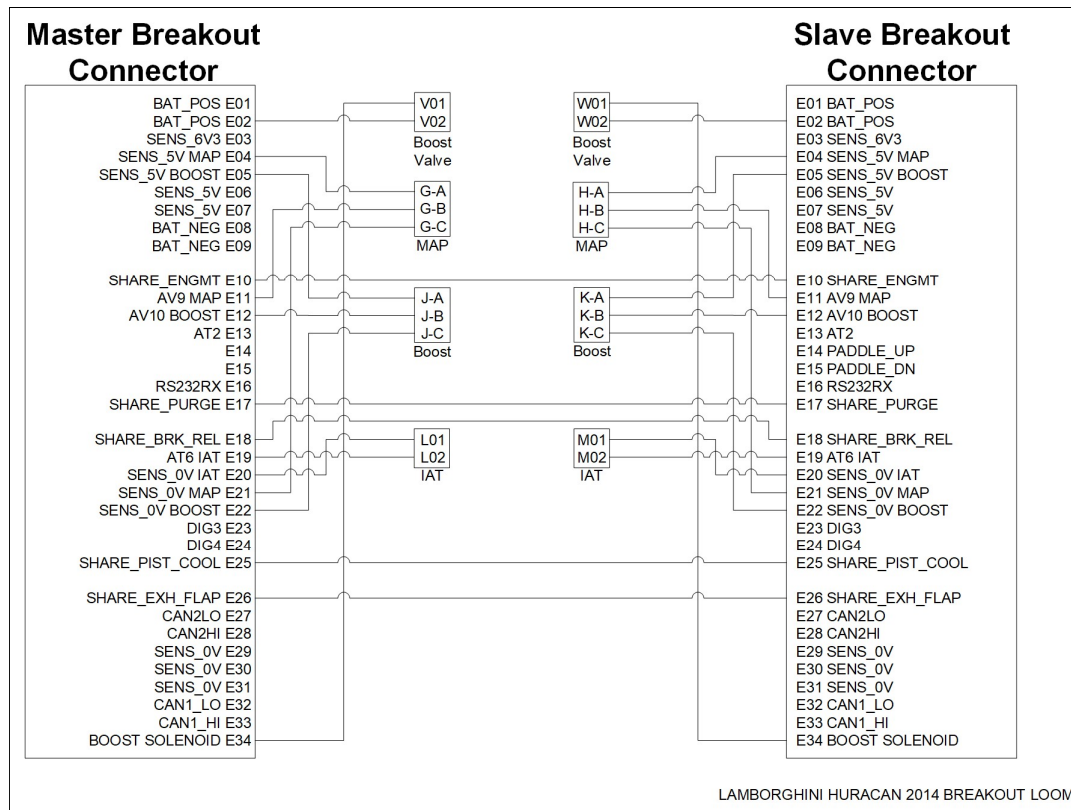 Master Breakout
Connector
BAT_POS E01
BAT_POS E02
SENS_6V3 E03
SENS_5V MAP E04
SENS_5V BOOST E05
SENS_5V E06
SENS_5V E07
BAT_NEG E08
BAT_NEG E09
SHARE_ENGMT E10
AV9 MAP E11
AV10 BOOST E12
AT2 E13
E14
E15
RS232RX E16
SHARE_PURGE E17
SHARE_BRK_REL E18
AT6 IAT E19
SENS_0V IAT E20
SENS_0V MAP E21
SENS_0V BOOST E22
DIG3 E23
DIG4 E24
SHARE_PIST_COOL E25
SHARE_EXH_FLAP E26
CAN2LO E27
CAN2HI E28
SENS_0V E29
SENS_0V E30
SENS_0V E31
CAN1_LO E32
CAN1_HI E33
BOOST SOLENOID E34
V01
V02
Boost
Valve
G-A
G-B
G-C
MAP
J-A
J-B
J-C
Boost
L01
L02
IAT
W01
W02
Boost
Valve
H-A
H-B
H-C
MAP
K-A
K-B
K-C
Boost
M01
M02
IAT
Slave Breakout
Connector
E01 BAT_POS
E02 BAT_POS
E03 SENS_6V3
E04 SENS_5V MAP
E05 SENS_5V BOOST
E06 SENS_5V
E07 SENS_5V
E08 BAT_NEG
E09 BAT_NEG
E10 SHARE_ENGMT
E11 AV9 MAP
E12 AV10 BOOST
E13 AT2
E14 PADDLE_UP
E15 PADDLE_DN
E16 RS232RX
E17 SHARE_PURGE
E18 SHARE_BRK_REL
E19 AT6 IAT
E20 SENS_0V IAT
E21 SENS_0V MAP
E22 SENS_0V BOOST
E23 DIG3
E24 DIG4
E25 SHARE_PIST_COOL
E26 SHARE_EXH_FLAP
E27 CAN2LO
E28 CAN2HI
E29 SENS_0V
E30 SENS_0V
E31 SENS_0V
E32 CAN1_LO
E33 CAN1_HI
E34 BOOST SOLENOID
LAMBORGHINI HURACAN 2014 BREAKOUT LOOM